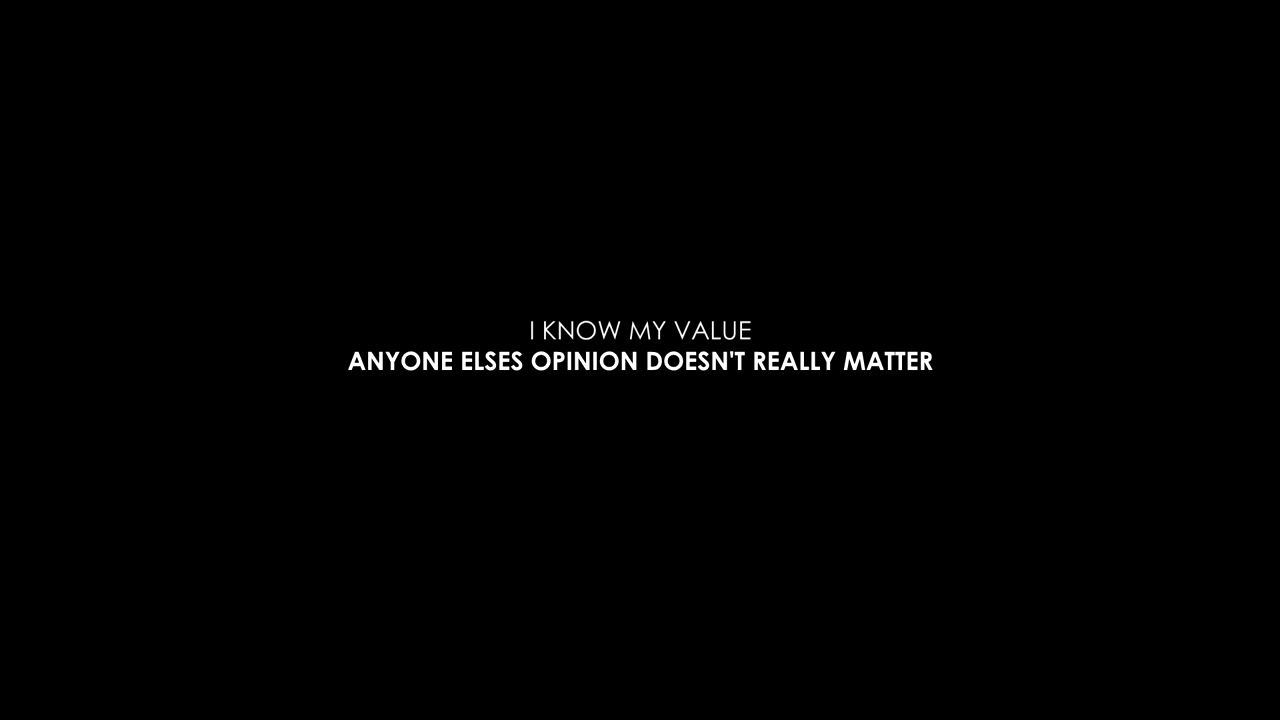 I KNOW MY VALUE
ANYONE ELSES OPINION DOESN'T REALLY MATTER